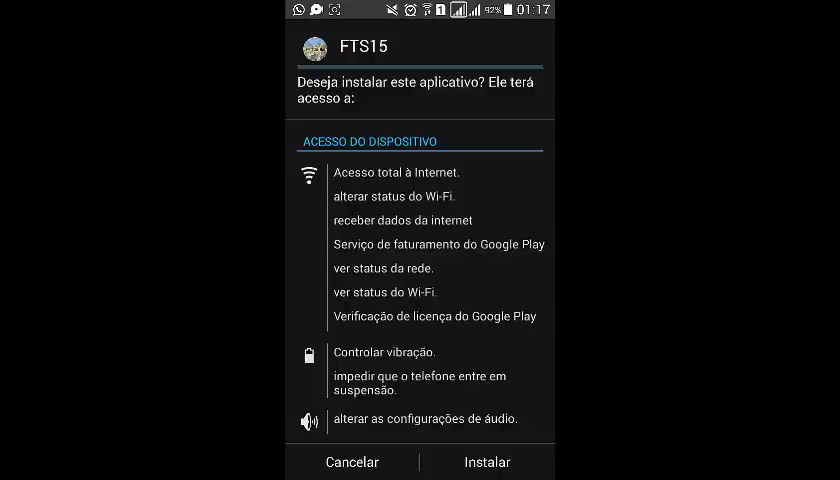 1 92% 01:17
FTS15
Deseja instalar este aplicativo? Ele terá
acesso a:
ACESSO DO DISPOSITIVO
Acesso total à Internet.
alterar status do Wi-Fi.
receber dados da internet
Serviço de faturamento do Google Play
ver status da rede.
ver status do Wi-Fi.
Verificação de licença do Google Play
Controlar vibração.
impedir que o telefone entre em
suspensão.
alterar as configurações de áudio.
Cancelar Instalar